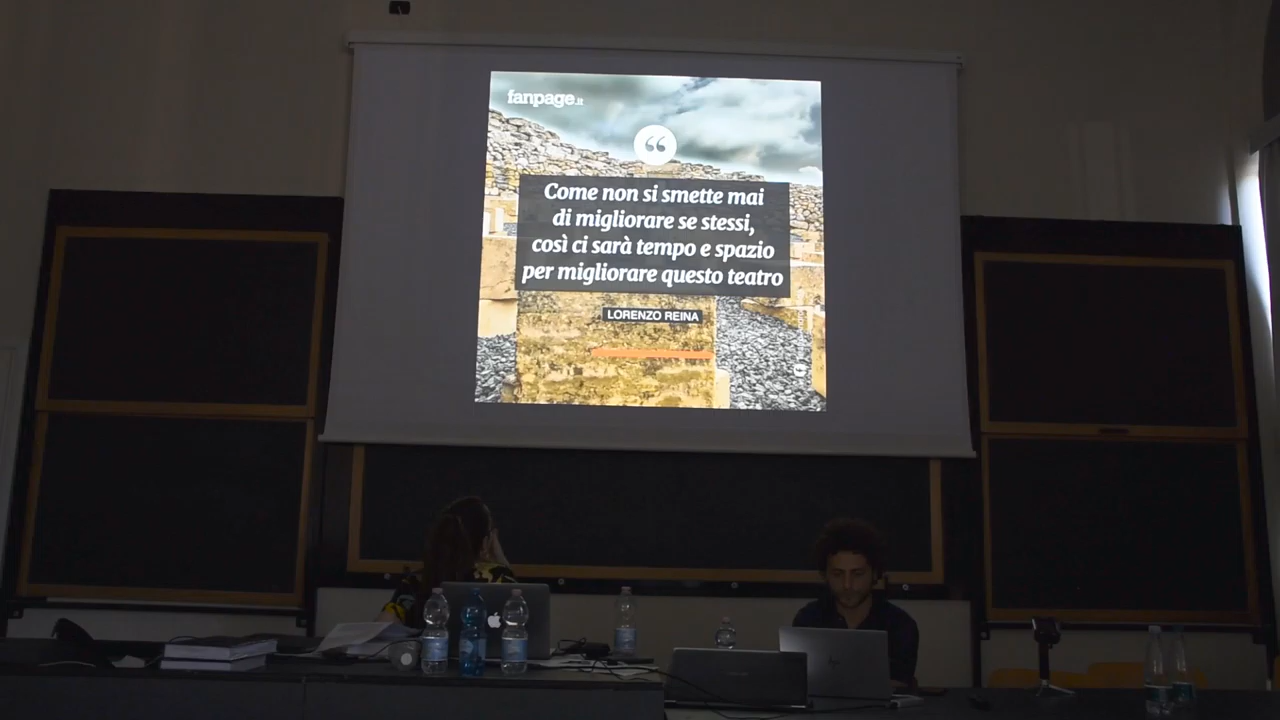 fanpage.it
Come non si smette mai
di migliorare se stessi,
così ci sarà tempo e spazio
per migliorare questo teatro
LORENZO REINA